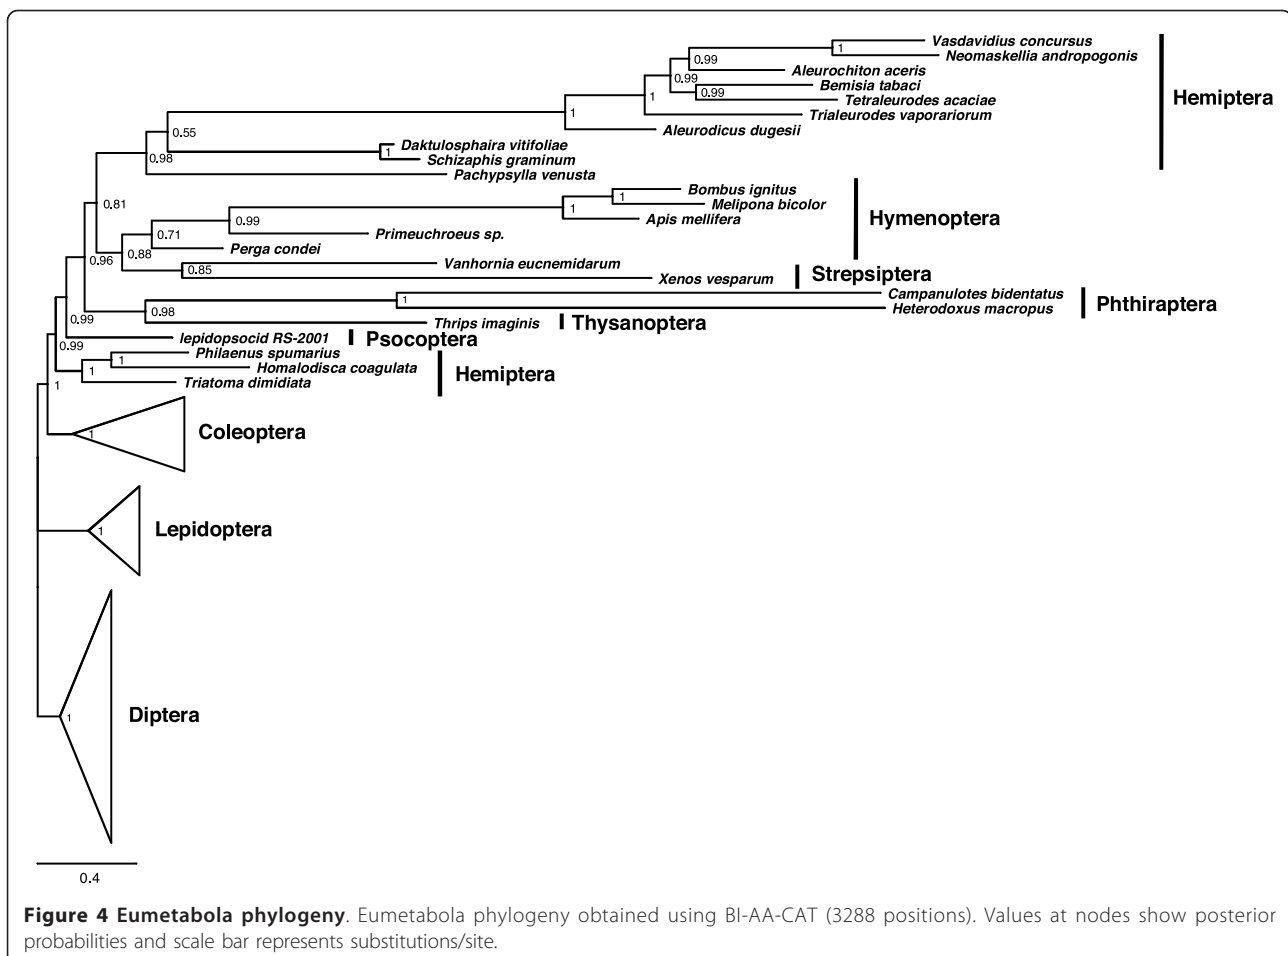 Vasdavidius concursus
1
Neomaskellia andropogonis
0.99
Aleurochiton aceris
0.99
Bemisia tabaci
0.99
Tetraleurodes acaciae
1
Trialeurodes vaporariorum
1
Aleurodicus dugesii
Hemiptera
0.55
Daktulosphaira vitifoliae
1
Schizaphis graminum
0.98
Pachypsylla venusta
Bombus ignitus
1
Melipona bicolor
1
Apis mellifera
Hymenoptera
0.81
0.99
0.71
Primeuchroeus sp.
0.88
Perga condei
0.96
Vanhornia eucnemidarum
0.85
Xenos vesparum
Strepsiptera
Campanulotes bidentatus
1
Heterodoxus macropus
Phthiraptera
0.98
0.99
Thrips imaginis
Thysanoptera
lepidopsocid RS-2001
Psocoptera
0.99
Philaenus spumarius
1
Homalodisca coagulata
1
Triatoma dimidiata
Hemiptera
1
1
Coleoptera
1
Lepidoptera
1
Diptera
0.4
Figure 4 Eumetabola phylogeny. Eumetabola phylogeny obtained using BI-AA-CAT (3288 positions). Values at nodes show posterior
probabilities and scale bar represents substitutions/site.